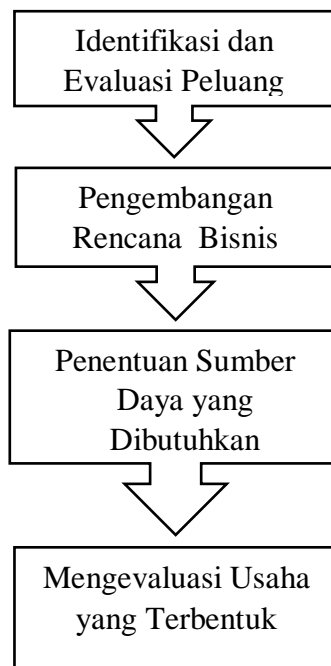 Identifikasi dan
Evaluasi Peluang
Pengembangan
Rencana Bisnis
Penentuan Sumber
Daya yang
Dibutuhkan
Mengevaluasi Usaha
yang Terbentuk